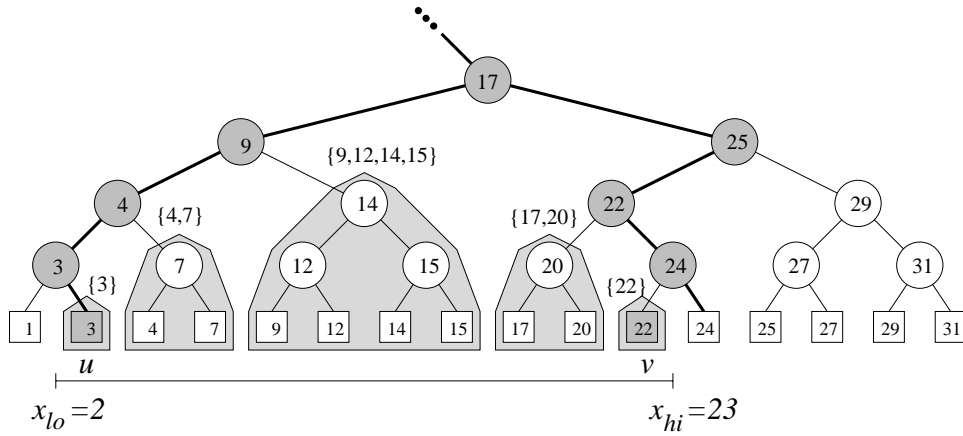 17
9 25
{9,12,14,15}
4 {4,7} 14 {17,20} 22 29
3 {3} 7 12 15 20 {22} 24 27 31
1 3 4 7 9 12 14 15 17 20 22 24 25 27 29 31
u v
x_lo =2 x_hi =23